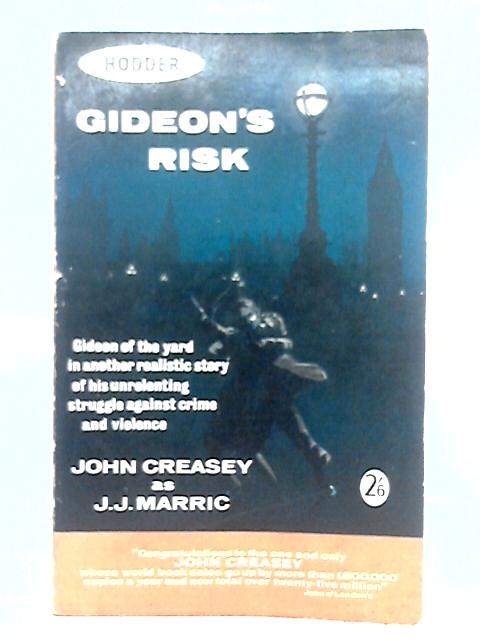 HODDER
GIDEON'S
RISK
Gideon of the yard
in another realistic story
of his unrelenting
struggle against crime
and violence
JOHN CREASEY
as
J.J. MARRIC
2/6
"Congratulations to the one and only
JOHN CREASEY
whose world book sales go up by more than 1,800,000
copies a year and now total over twenty-five million"
John o'London's